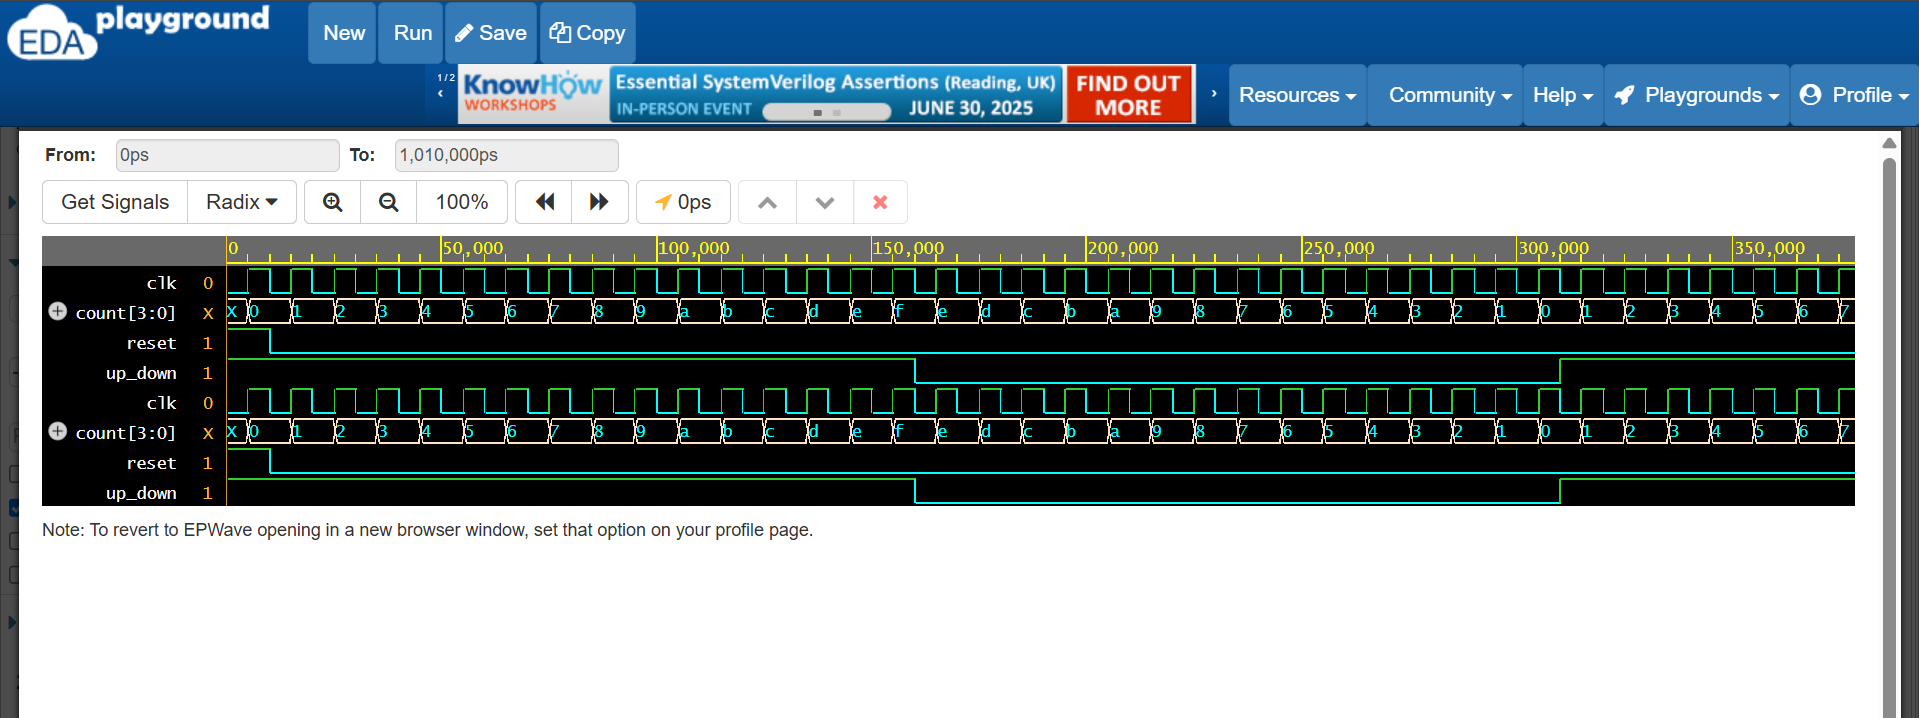 EDA playground
New Run Save Copy
1/2
‹ KnowHow WORKSHOPS Essential SystemVerilog Assertions (Reading, UK) FIND OUT MORE ›
IN-PERSON EVENT JUNE 30, 2025
Resources Community Help Playgrounds Profile
From: 0ps To: 1,010,000ps
Get Signals Radix 100% 0ps
0 50,000 100,000 150,000 200,000 250,000 300,000 350,000
clk 0
count[3:0] X X 0 1 2 3 4 5 6 7 8 9 a b c d e f e d c b a 9 8 7 6 5 4 3 2 1 0 1 2 3 4 5 6 7
reset 1
up_down 1
clk 0
count[3:0] X X 0 1 2 3 4 5 6 7 8 9 a b c d e f e d c b a 9 8 7 6 5 4 3 2 1 0 1 2 3 4 5 6 7
reset 1
up_down 1
Note: To revert to EPWave opening in a new browser window, set that option on your profile page.